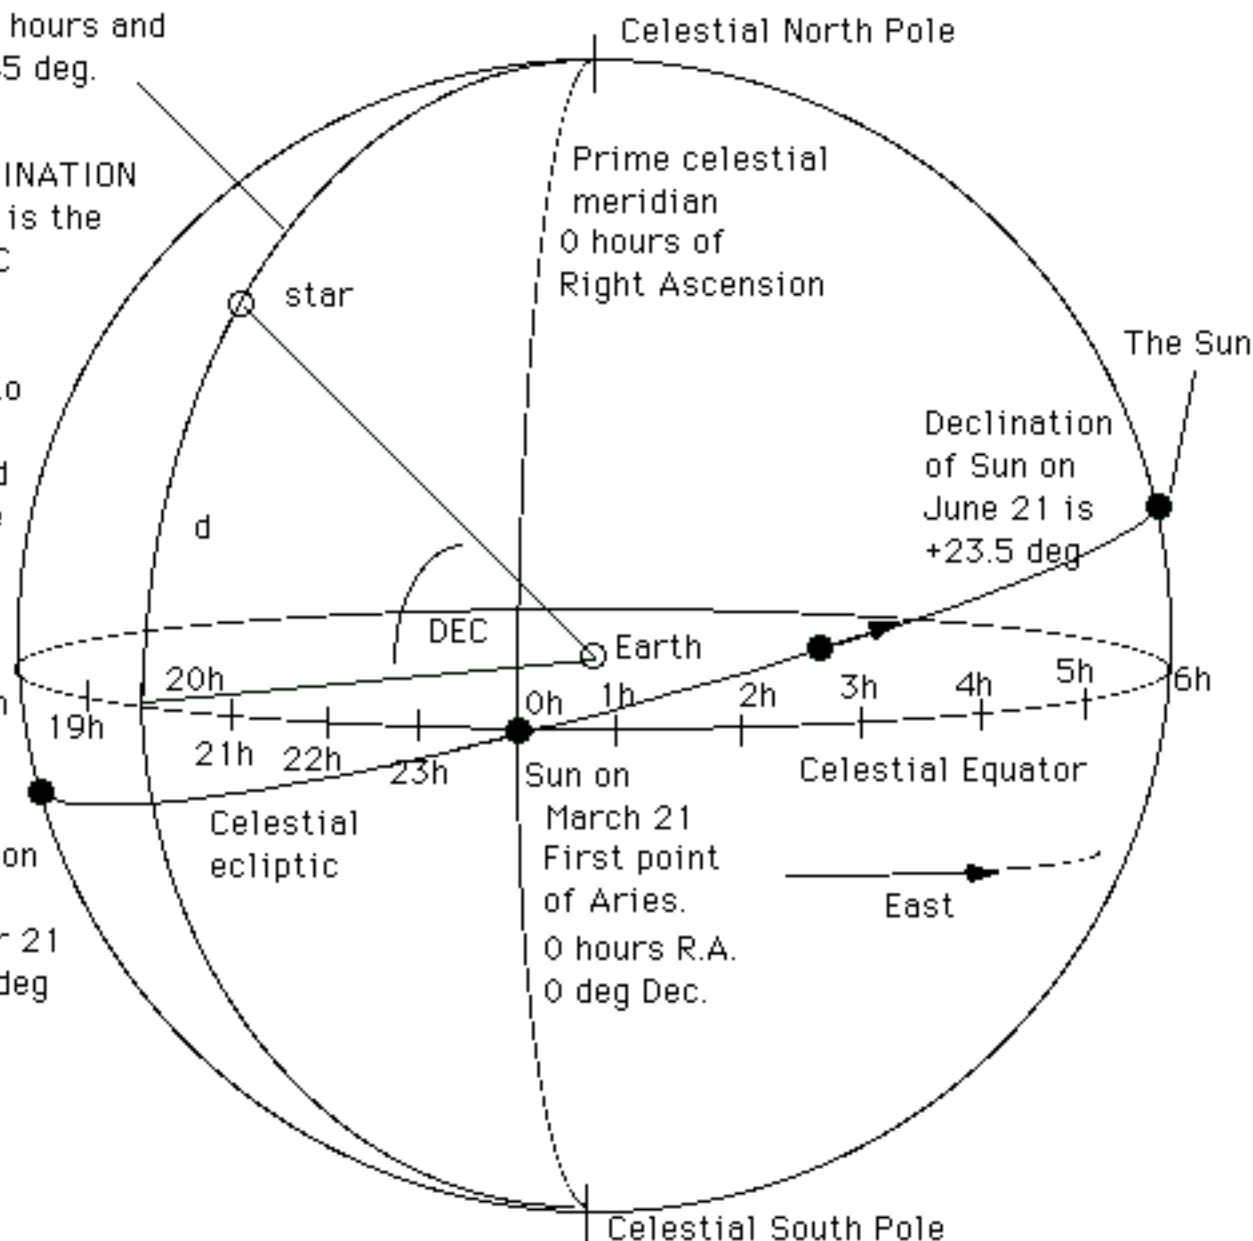 hours and
5 deg.
Celestial North Pole
INATION
is the
C
Prime celestial
meridian
0 hours of
Right Ascension
star
The Sun
o
d
Declination
of Sun on
June 21 is
+23.5 deg
d
DEC
Earth
20h
19h
21h
22h
23h
0h
1h
2h
3h
4h
5h
6h
n
Sun on
March 21
First point
of Aries.
0 hours R.A.
0 deg Dec.
Celestial Equator
Celestial
ecliptic
East
on
r 21
deg
Celestial South Pole